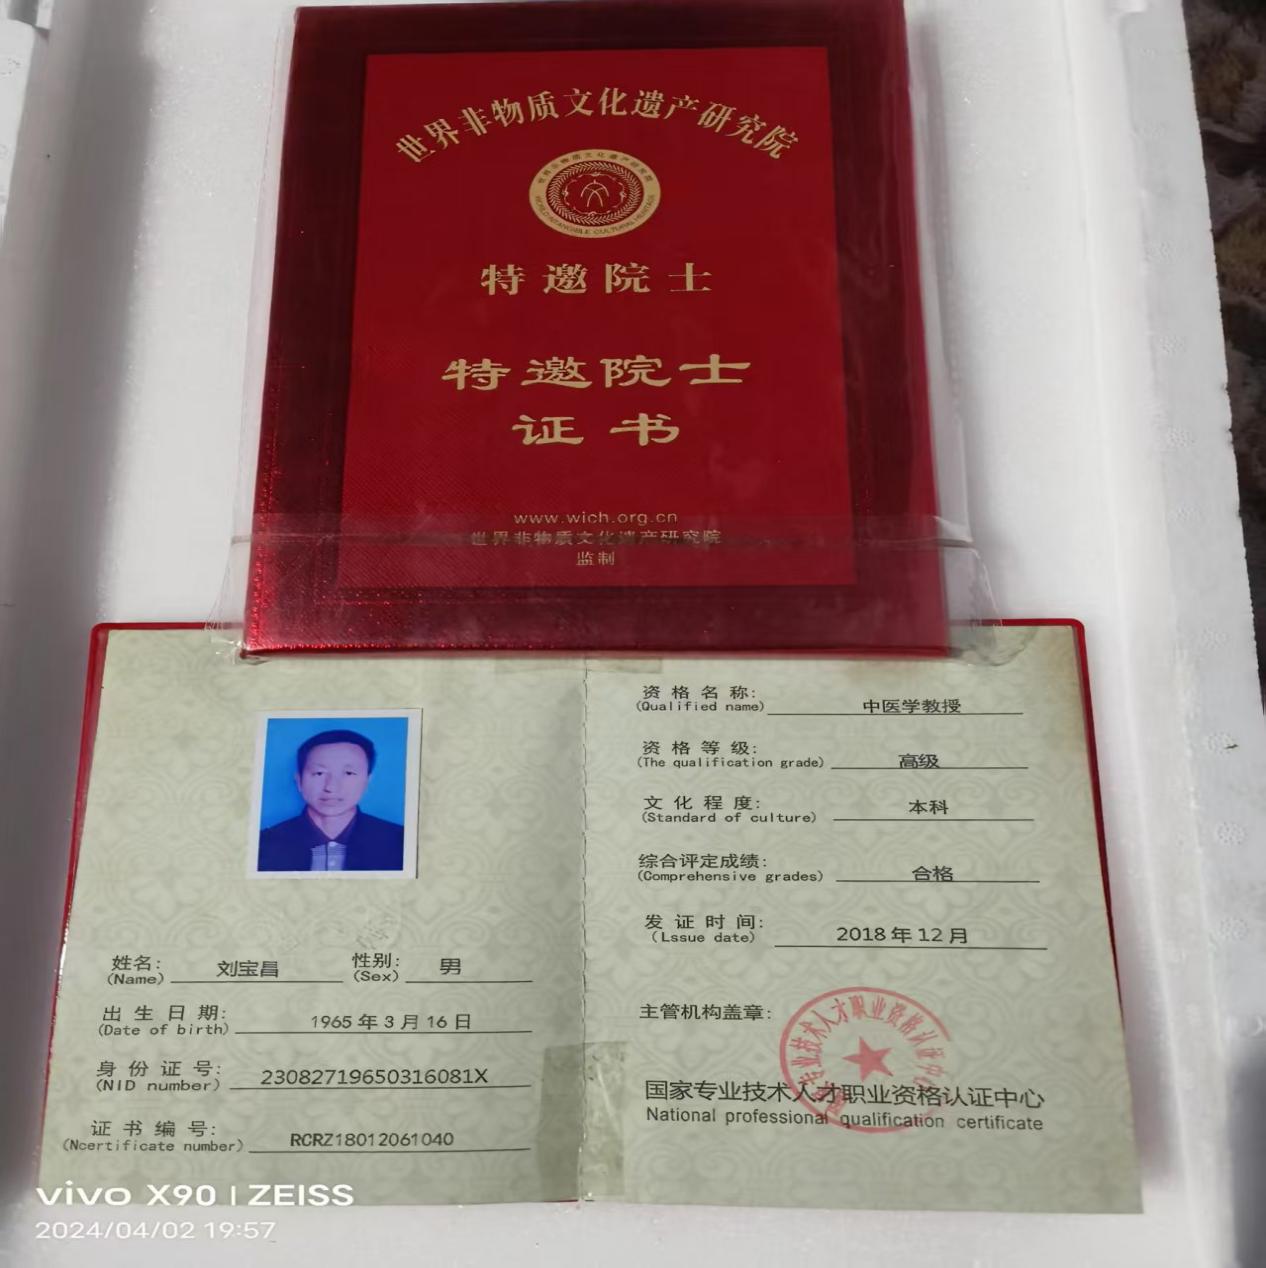 世界非物质文化遗产研究院
特邀院士
特邀院士
证书
www.wich.org.cn
世界非物质文化遗产研究院
监制
姓名: 刘宝昌 性别: 男
(Name) (Sex)
出生日期: 1965年3月16日
(Date of birth)
身份证号: 23082719650316081X
(NID number)
证书编号: RCRZ18012061040
(Ncertificate number)
资格名称: 中医学教授
(Qualified name)
资格等级: 高级
(The qualification grade)
文化程度: 本科
(Standard of culture)
综合评定成绩: 合格
(Comprehensive grades)
发证时间: 2018年12月
(Lssue date)
主管机构盖章:
国家专业技术人才职业资格认证中心
National professional qualification certificate
vivo X90 | ZEISS
2024/04/02 19:57